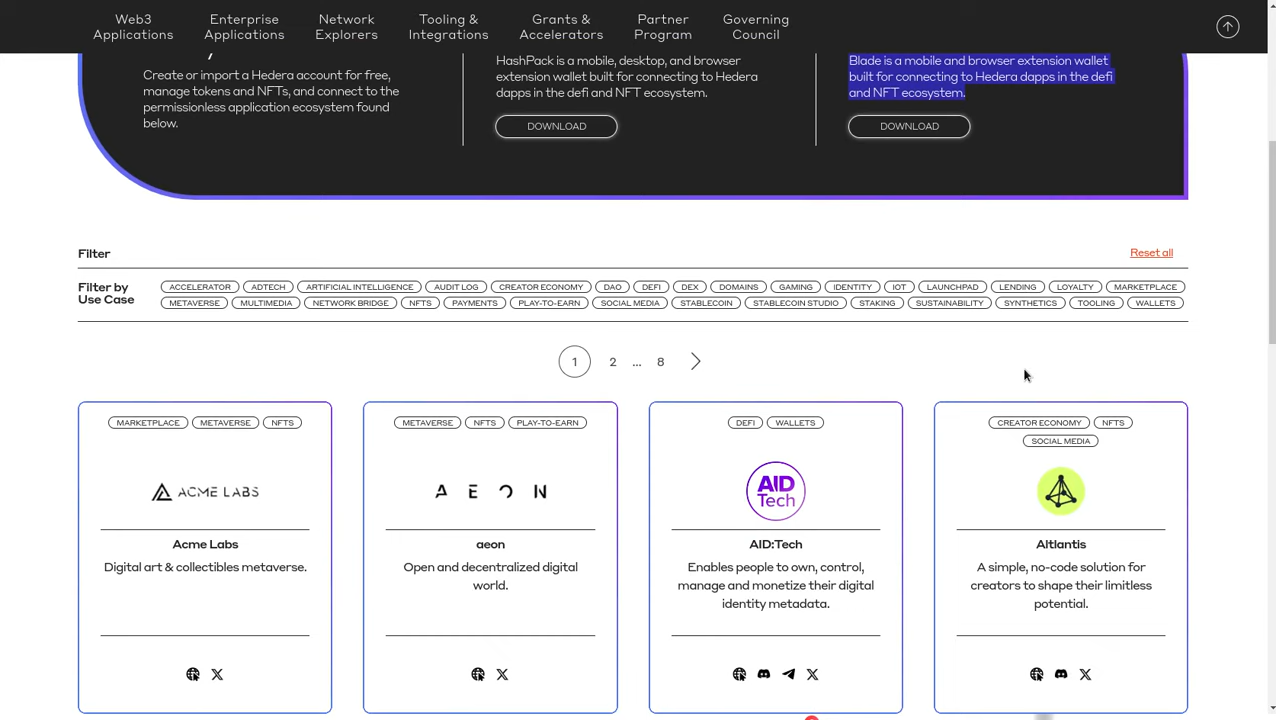 Web3
Applications
Enterprise
Applications
Network
Explorers
Tooling &
Integrations
Grants &
Accelerators
Partner
Program
Governing
Council
Create or import a Hedera account for free,
manage tokens and NFTs, and connect to the
permissionless application ecosystem found
below.
HashPack is a mobile, desktop, and browser
extension wallet built for connecting to Hedera
dapps in the defi and NFT ecosystem.
DOWNLOAD
Blade is a mobile and browser extension wallet
built for connecting to Hedera dapps in the defi
and NFT ecosystem.
DOWNLOAD
Filter
Reset all
Filter by
Use Case
ACCELERATOR ADTECH ARTIFICIAL INTELLIGENCE AUDIT LOG CREATOR ECONOMY DAO DEFI DEX DOMAINS GAMING IDENTITY IOT LAUNCHPAD LENDING LOYALTY MARKETPLACE
METAVERSE MULTIMEDIA NETWORK BRIDGE NFTS PAYMENTS PLAY-TO-EARN SOCIAL MEDIA STABLECOIN STABLECOIN STUDIO STAKING SUSTAINABILITY SYNTHETICS TOOLING WALLETS
1 2 ... 8
MARKETPLACE METAVERSE NFTS
ACME LABS
Acme Labs
Digital art & collectibles metaverse.
METAVERSE NFTS PLAY-TO-EARN
AEON
aeon
Open and decentralized digital
world.
DEFI WALLETS
AID
Tech
AID:Tech
Enables people to own, control,
manage and monetize their digital
identity metadata.
CREATOR ECONOMY NFTS
SOCIAL MEDIA
AItlantis
A simple, no-code solution for
creators to shape their limitless
potential.